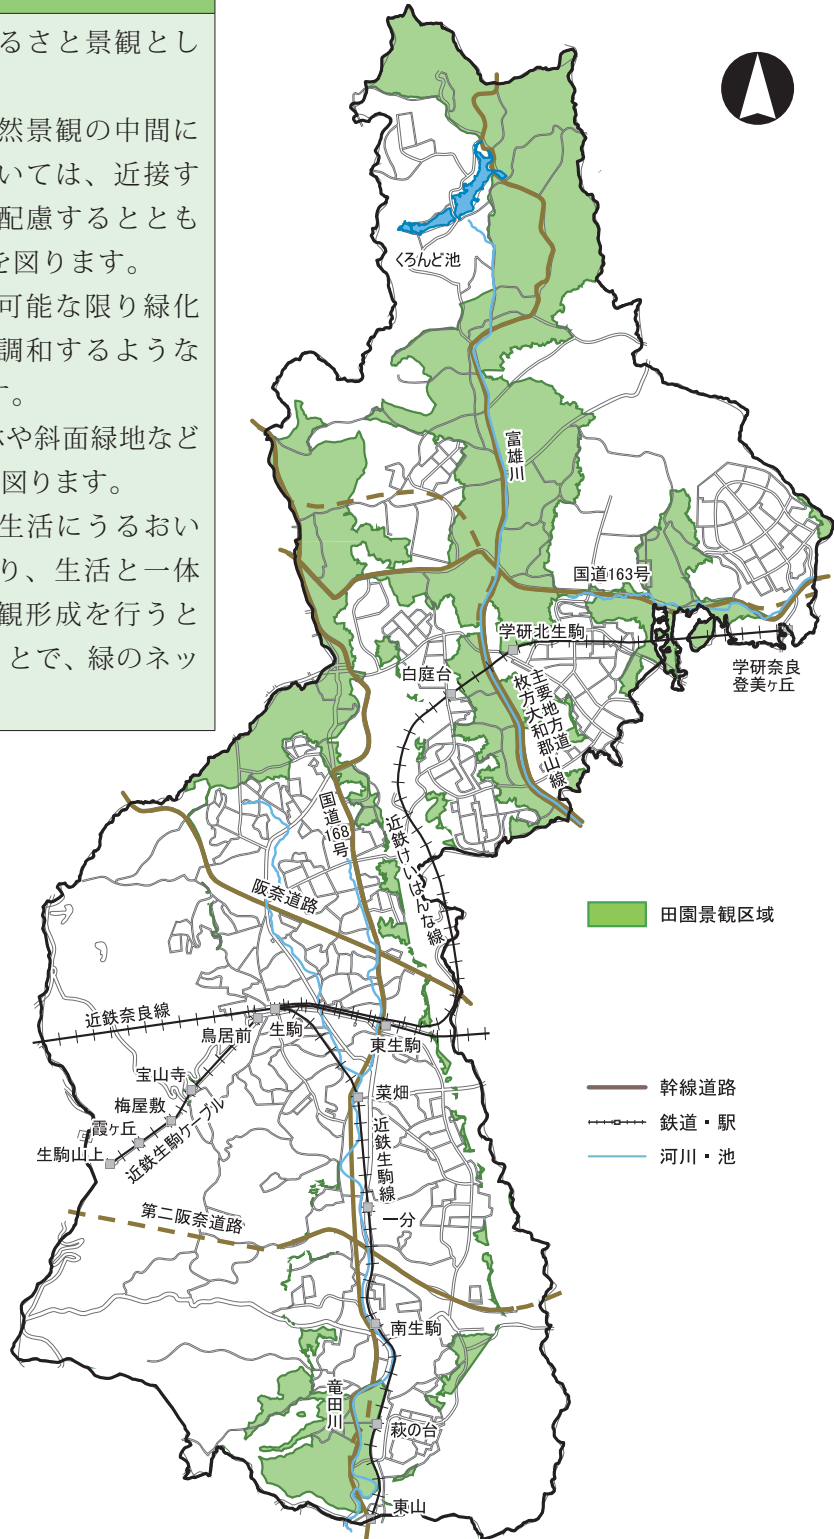 るさと景観とし
然景観の中間に
いては、近接す
配慮するととも
を図ります。
可能な限り緑化
調和するような
す。
林や斜面緑地など
図ります。
生活にうるおい
り、生活と一体
観形成を行うと
とで、緑のネッ
くろんど池
富雄川
国道163号
学研北生駒
学研奈良
登美ヶ丘
白庭台
主要地方道
枚方大和郡山線
国道168号
近鉄けいはんな線
阪奈道路
田園景観区域
近鉄奈良線
鳥居前
生駒
東生駒
宝山寺
梅屋敷
霞ヶ丘
生駒山上
近鉄生駒ケーブル
菜畑
近鉄生駒線
幹線道路
鉄道・駅
河川・池
第二阪奈道路
一分
南生駒
竜田川
萩の台
東山